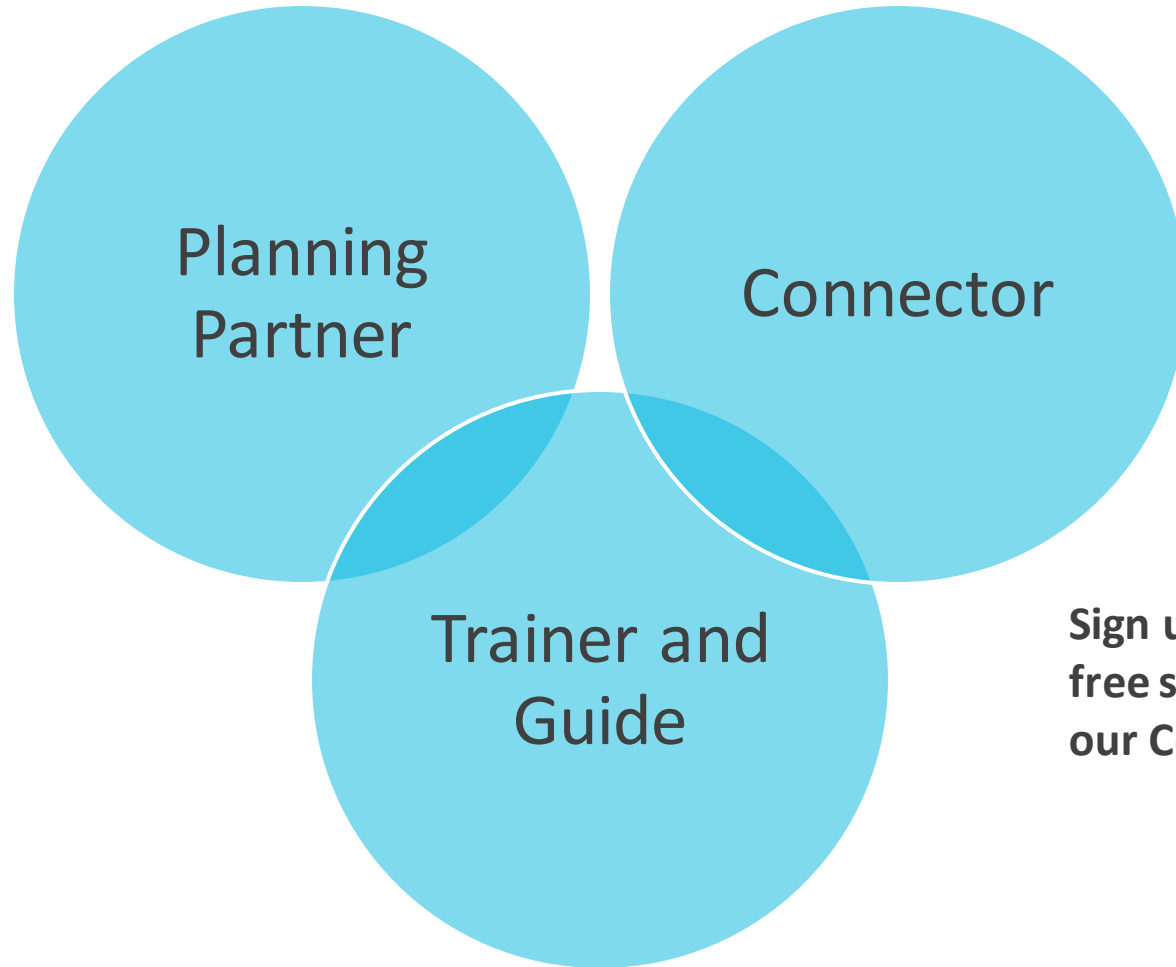 Planning
Partner
Connector
Trainer and
Guide
Sign
free
our